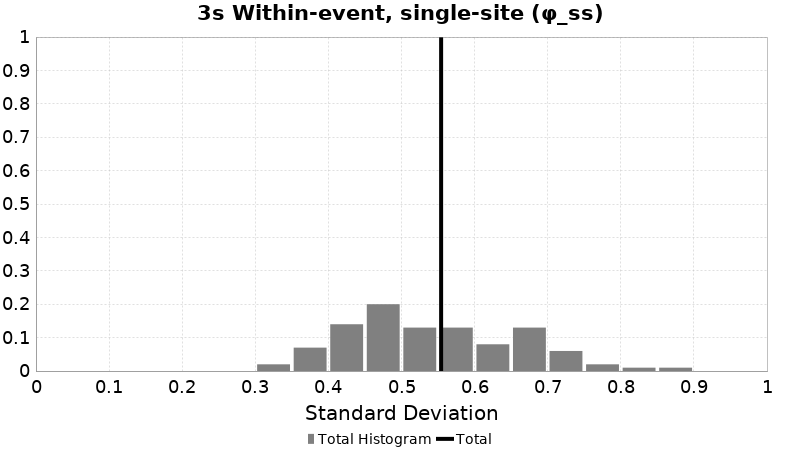 3s Within-event, single-site (φ_ss)
1
0.9
0.8
0.7
0.6
0.5
0.4
0.3
0.2
0.1
0
0 0.1 0.2 0.3 0.4 0.5 0.6 0.7 0.8 0.9 1
Standard Deviation
Total Histogram Total